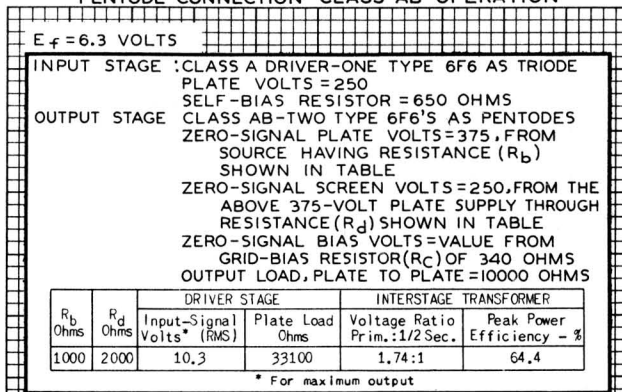 PENTODE CONNECTION CLASS AB OPERATION
Ef=6.3 VOLTS
INPUT STAGE :CLASS A DRIVER-ONE TYPE 6F6 AS TRIODE
PLATE VOLTS=250
SELF-BIAS RESISTOR=650 OHMS
OUTPUT STAGE CLASS AB-TWO TYPE 6F6'S AS PENTODES
ZERO-SIGNAL PLATE VOLTS=375, FROM
SOURCE HAVING RESISTANCE (Rb)
SHOWN IN TABLE
ZERO-SIGNAL SCREEN VOLTS=250, FROM THE
ABOVE 375-VOLT PLATE SUPPLY THROUGH
RESISTANCE(Rd) SHOWN IN TABLE
ZERO-SIGNAL BIAS VOLTS=VALUE FROM
GRID-BIAS RESISTOR(RC) OF 340 OHMS
OUTPUT LOAD, PLATE TO PLATE=10000 OHMS
Rb Ohms Rd Ohms DRIVER STAGE INTERSTAGE TRANSFORMER
Input-Signal Volts* (RMS) Plate Load Ohms Voltage Ratio Prim.:1/2 Sec. Peak Power Efficiency - %
1000 2000 10.3 33100 1.74:1 64.4
* For maximum output